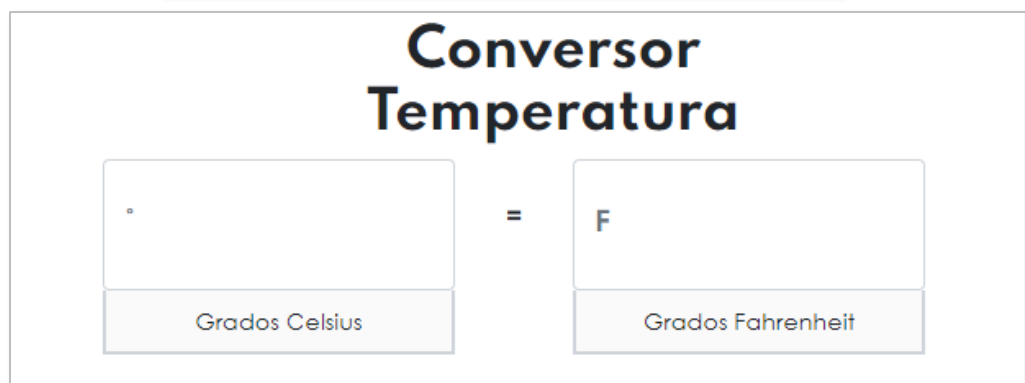 Conversor
Temperatura
° = F
Grados Celsius Grados Fahrenheit